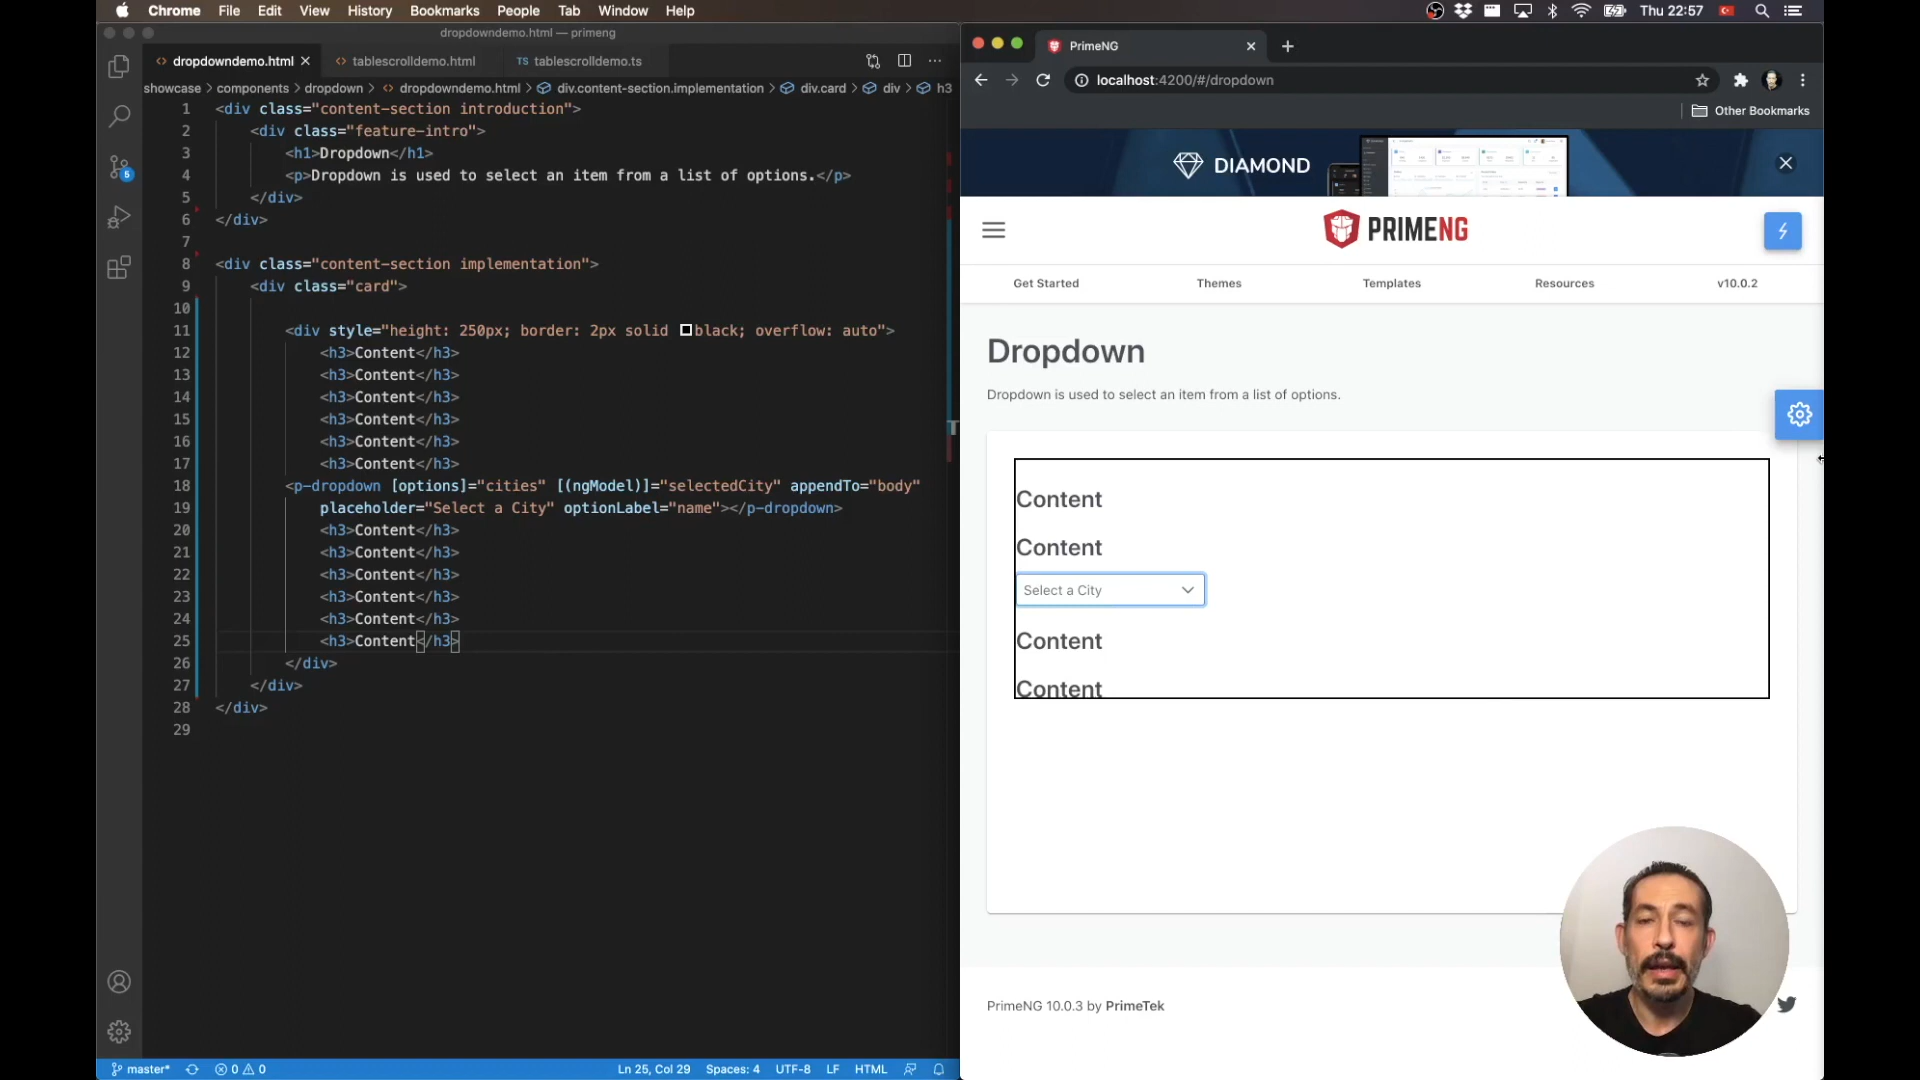 Chrome File Edit View History Bookmarks People Tab Window Help
Thu 22:57
dropdowndemo.html — primeng
dropdowndemo.html
tablescrolldemo.html
TS tablescrolldemo.ts
showcase > components > dropdown > dropdowndemo.html > div.content-section.implementation > div.card > div > h3
1 <div class="content-section introduction">
2 <div class="feature-intro">
3 <h1>Dropdown</h1>
4 <p>Dropdown is used to select an item from a list of options.</p>
5 </div>
6 </div>
7
8 <div class="content-section implementation">
9 <div class="card">
10
11 <div style="height: 250px; border: 2px solid black; overflow: auto">
12 <h3>Content</h3>
13 <h3>Content</h3>
14 <h3>Content</h3>
15 <h3>Content</h3>
16 <h3>Content</h3>
17 <h3>Content</h3>
18 <p-dropdown [options]="cities" [(ngModel)]="selectedCity" appendTo="body"
19 placeholder="Select a City" optionLabel="name"></p-dropdown>
20 <h3>Content</h3>
21 <h3>Content</h3>
22 <h3>Content</h3>
23 <h3>Content</h3>
24 <h3>Content</h3>
25 <h3>Content</h3>
26 </div>
27 </div>
28 </div>
29
5
master*
0 0
Ln 25, Col 29
Spaces: 4
UTF-8
LF
HTML
PrimeNG
localhost:4200/#/dropdown
Other Bookmarks
DIAMOND
PRIMENG
Get Started
Themes
Templates
Resources
v10.0.2
Dropdown
Dropdown is used to select an item from a list of options.
Content
Content
Select a City
Content
Content
PrimeNG 10.0.3 by PrimeTek